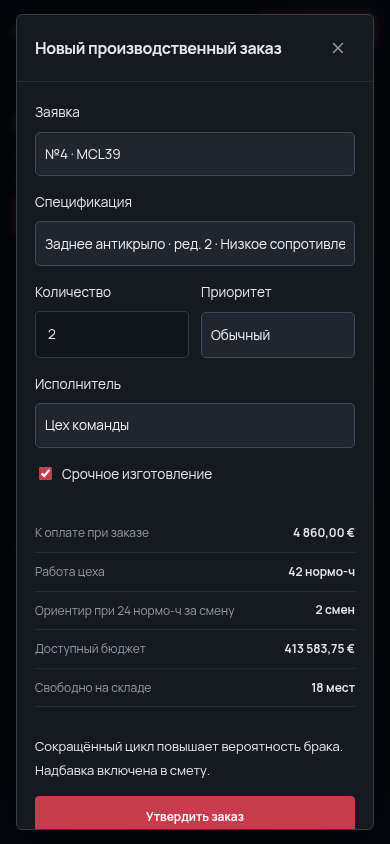 Новый производственный заказ
Заявка
№4 · MCL39
Спецификация
Заднее антикрыло · ред. 2 · Низкое сопротивле
Количество
Приоритет
2
Обычный
Исполнитель
Цех команды
Срочное изготовление
К оплате при заказе
4 860,00 €
Работа цеха
42 нормо-ч
Ориентир при 24 нормо-ч за смену
2 смен
Доступный бюджет
413 583,75 €
Свободно на складе
18 мест
Сокращённый цикл повышает вероятность брака.
Надбавка включена в смету.
Утвердить заказ